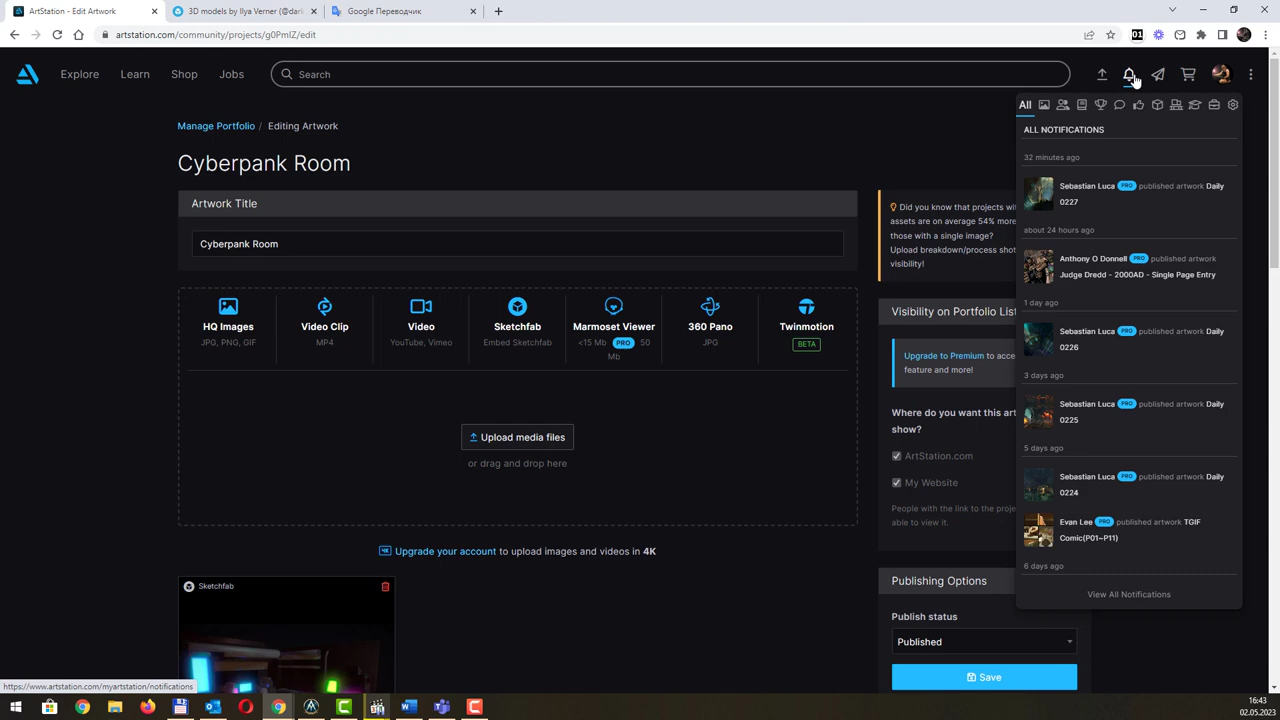 ArtStation - Edit Artwork
3D models by Ilya Verner (@dark
Google Переводчик
artstation.com/community/projects/g0PmIZ/edit
01
Explore
Learn
Shop
Jobs
Search
Manage Portfolio / Editing Artwork
Cyberpank Room
Artwork Title
Cyberpank Room
HQ Images
JPG, PNG, GIF
Video Clip
MP4
Video
YouTube, Vimeo
Sketchfab
Embed Sketchfab
Marmoset Viewer
<15 Mb PRO 50
Mb
360 Pano
JPG
Twinmotion
BETA
Upload media files
or drag and drop here
4K Upgrade your account to upload images and videos in 4K
Sketchfab
Did you know that projects wit
assets are on average 54% more
those with a single image?
Upload breakdown/process shot
visibility!
Visibility on Portfolio List
Upgrade to Premium to acce
feature and more!
Where do you want this art
show?
ArtStation.com
My Website
People with the link to the proje
able to view it.
Publishing Options
Publish status
Published
Save
All
ALL NOTIFICATIONS
32 minutes ago
Sebastian Luca PRO published artwork Daily
0227
about 24 hours ago
Anthony O Donnell PRO published artwork
Judge Dredd - 2000AD - Single Page Entry
1 day ago
Sebastian Luca PRO published artwork Daily
0226
3 days ago
Sebastian Luca PRO published artwork Daily
0225
5 days ago
Sebastian Luca PRO published artwork Daily
0224
Evan Lee PRO published artwork TGIF
Comic(P01~P11)
6 days ago
View All Notifications
https://www.artstation.com/myartstation/notifications
16:43
02.05.2023